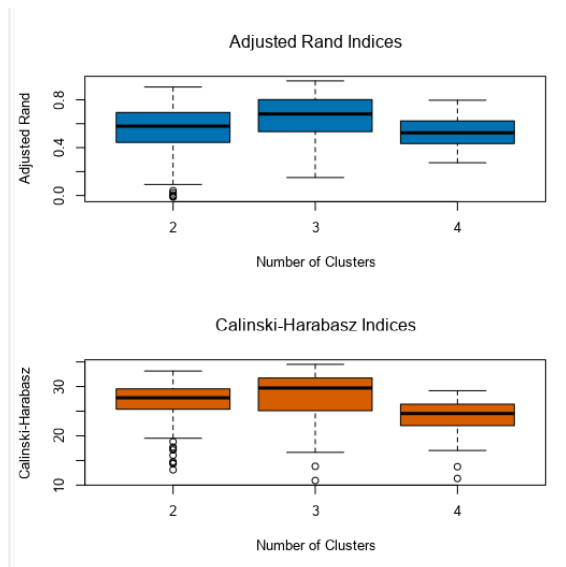 Adjusted Rand Indices
Adjusted Rand
0.8
0.4
0.0
2 3 4
Number of Clusters
Calinski-Harabasz Indices
Calinski-Harabasz
30
20
10
2 3 4
Number of Clusters